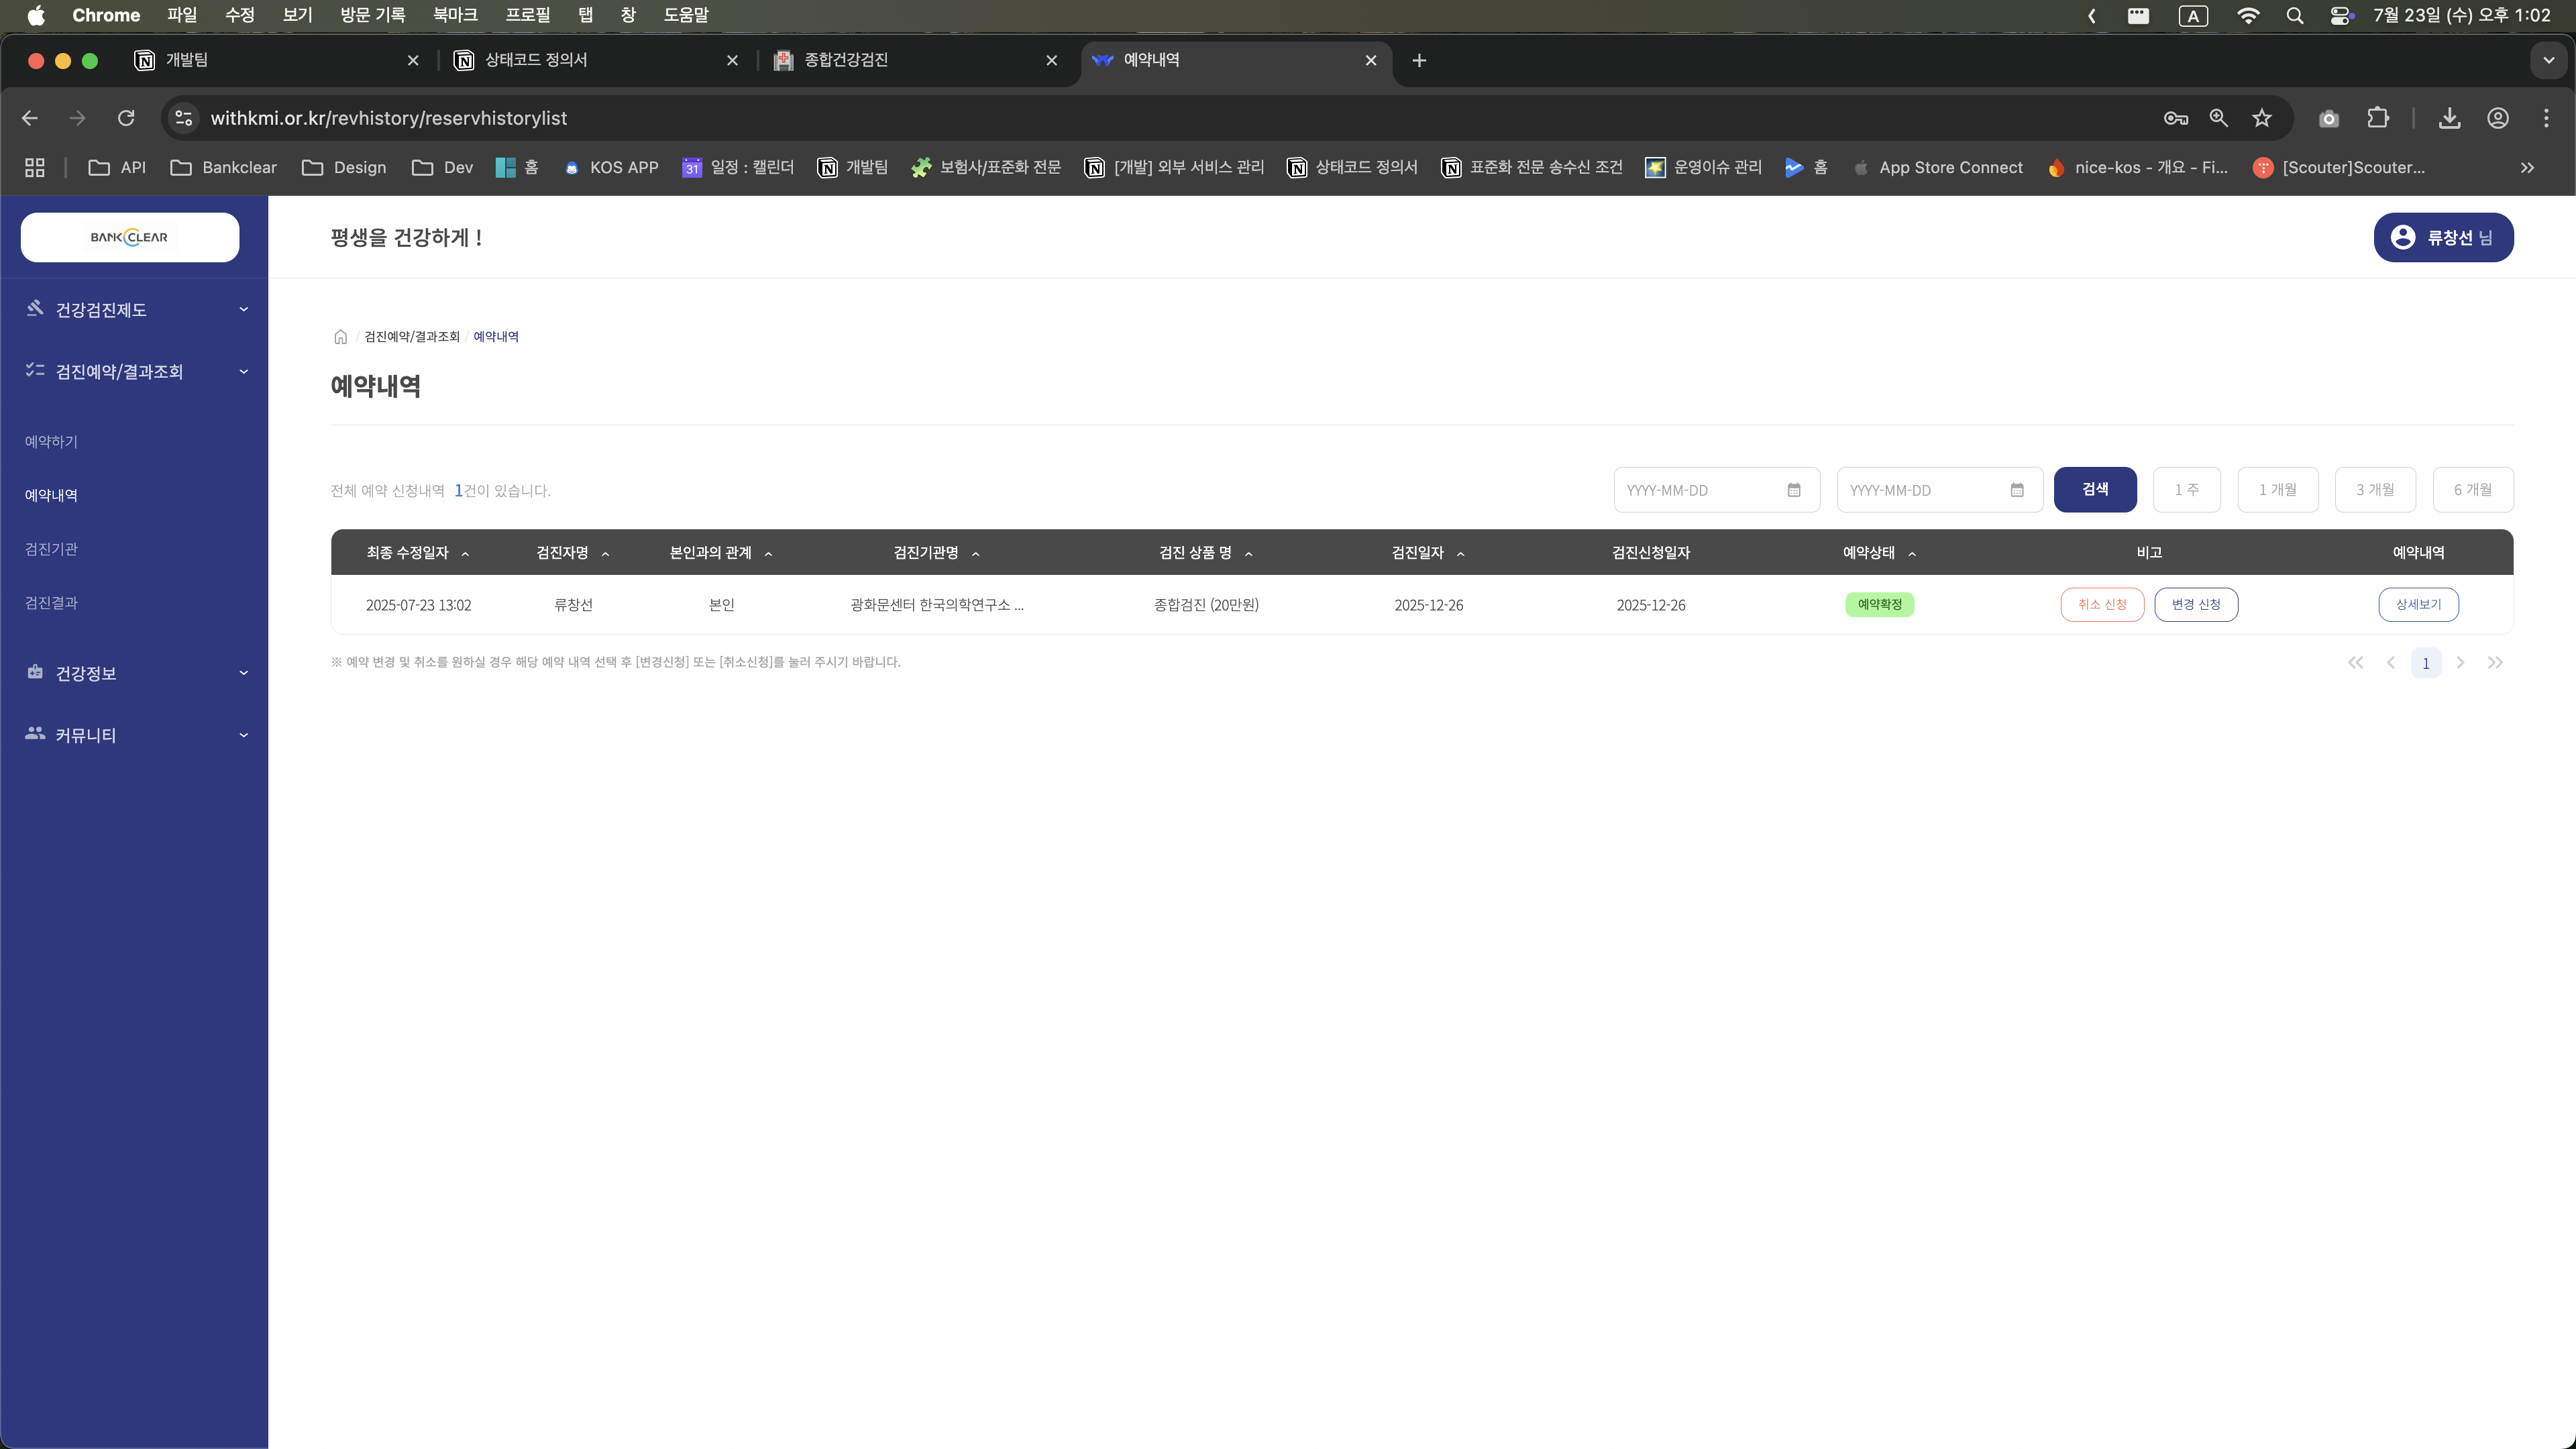 Chrome 파일 수정 보기 방문 기록 북마크 프로필 탭 창 도움말 A 7월 23일 (수) 오후 1:02
개발팀 상태코드 정의서 종합건강검진 예약내역
withkmi.or.kr/revhistory/reservhistorylist
API Bankclear Design Dev 홈 KOS APP 31 일정 : 캘린더 개발팀 보험사/표준화 전문 [개발] 외부 서비스 관리 상태코드 정의서 표준화 전문 송수신 조건 운영이슈 관리 홈 App Store Connect nice-kos - 개요 - Fi... [Scouter]Scouter...
BANKCLEAR
평생을 건강하게 !
류창선 님
건강검진제도
검진예약/결과조회
예약하기
예약내역
검진기관
검진결과
건강정보
커뮤니티
/ 검진예약/결과조회 / 예약내역
예약내역
전체 예약 신청내역 1건이 있습니다.
YYYY-MM-DD YYYY-MM-DD 검색 1 주 1 개월 3 개월 6 개월
최종 수정일자 검진자명 본인과의 관계 검진기관명 검진 상품 명 검진일자 검진신청일자 예약상태 비고 예약내역
2025-07-23 13:02 류창선 본인 광화문센터 한국의학연구소 ... 종합검진 (20만원) 2025-12-26 2025-12-26 예약확정 취소 신청 변경 신청 상세보기
※ 예약 변경 및 취소를 원하실 경우 해당 예약 내역 선택 후 [변경신청] 또는 [취소신청]를 눌러 주시기 바랍니다.
1